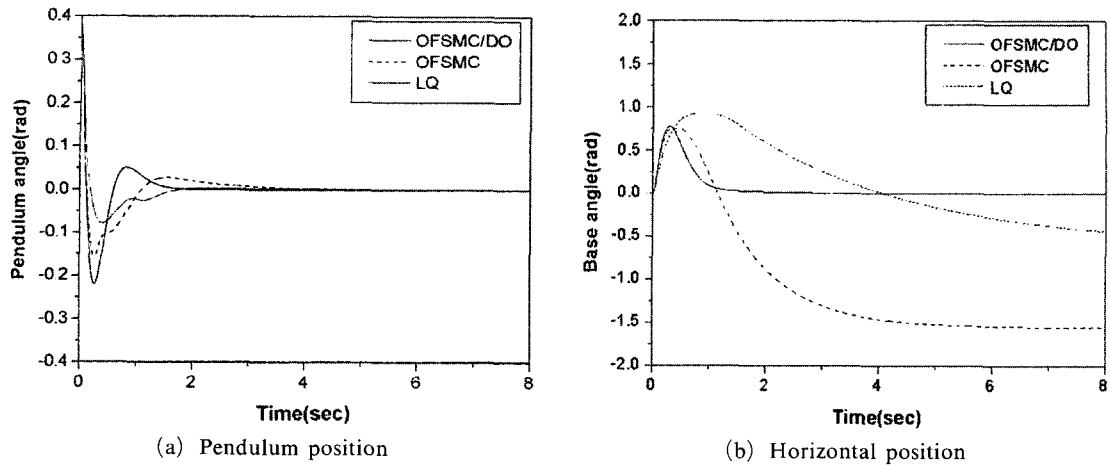 OFSMC/DO
OFSMC
LQ
Pendulum angle(rad)
0.4
0.3
0.2
0.1
0.0
-0.1
-0.2
-0.3
-0.4
0
2
4
6
8
Time(sec)
(a) Pendulum position
OFSMC/DO
OFSMC
LQ
Base angle(rad)
2.0
1.5
1.0
0.5
0.0
-0.5
-1.0
-1.5
-2.0
0
2
4
6
8
Time(sec)
(b) Horizontal position